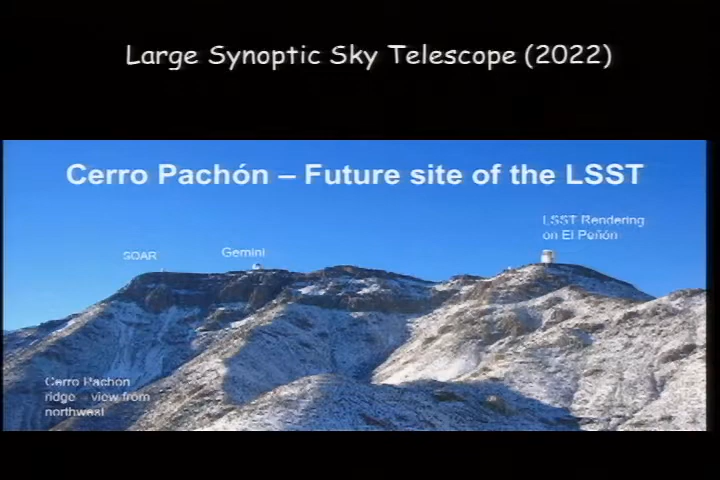 Large Synoptic Sky Telescope (2022)
Cerro Pachón – Future site of the LSST
LSST Rendering
on El Peñón
SOAR
Gemini
Cerro Pachon
ridge – view from
northwest